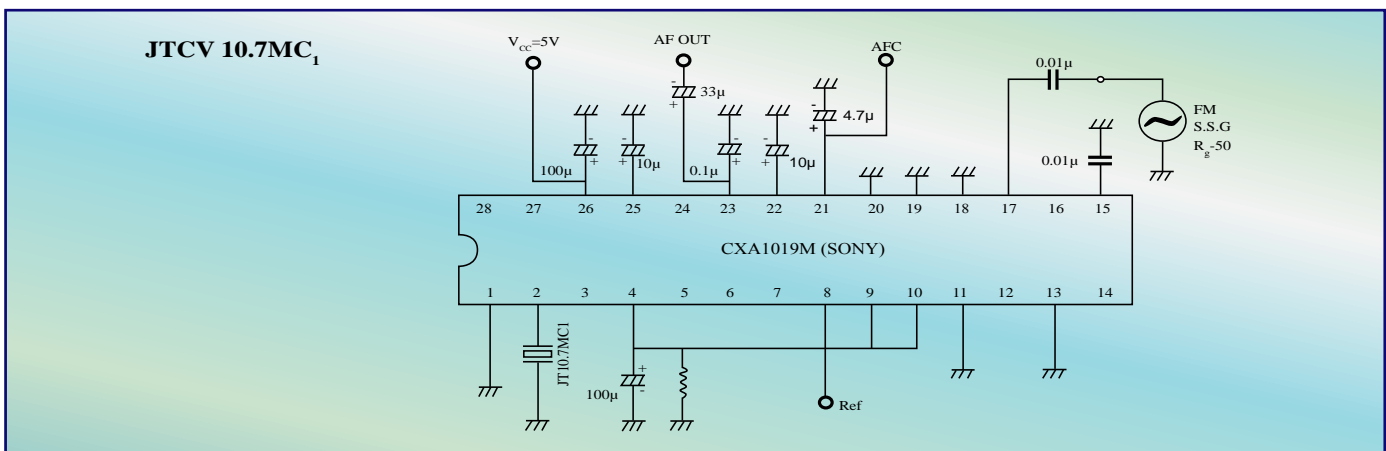 JTCV 10.7MC₁
V_CC=5V
AF OUT
AFC
0.01µ
33µ
4.7µ
FM
S.S.G
R_g-50
100µ
10µ
0.1µ
10µ
0.01µ
- + - + - + - + - + - +
28 27 26 25 24 23 22 21 20 19 18 17 16 15
CXA1019M (SONY)
1 2 3 4 5 6 7 8 9 10 11 12 13 14
JT10.7MC1
100µ
+
-
Ref